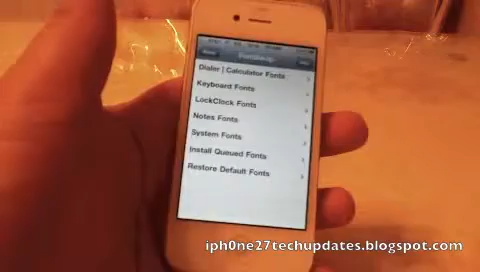 Dialer | Calculator Fonts
Keyboard Fonts
LockClock Fonts
Notes Fonts
System Fonts
Install Queued Fonts
Restore Default Fonts
iph0ne27techupdates.blogspot.com